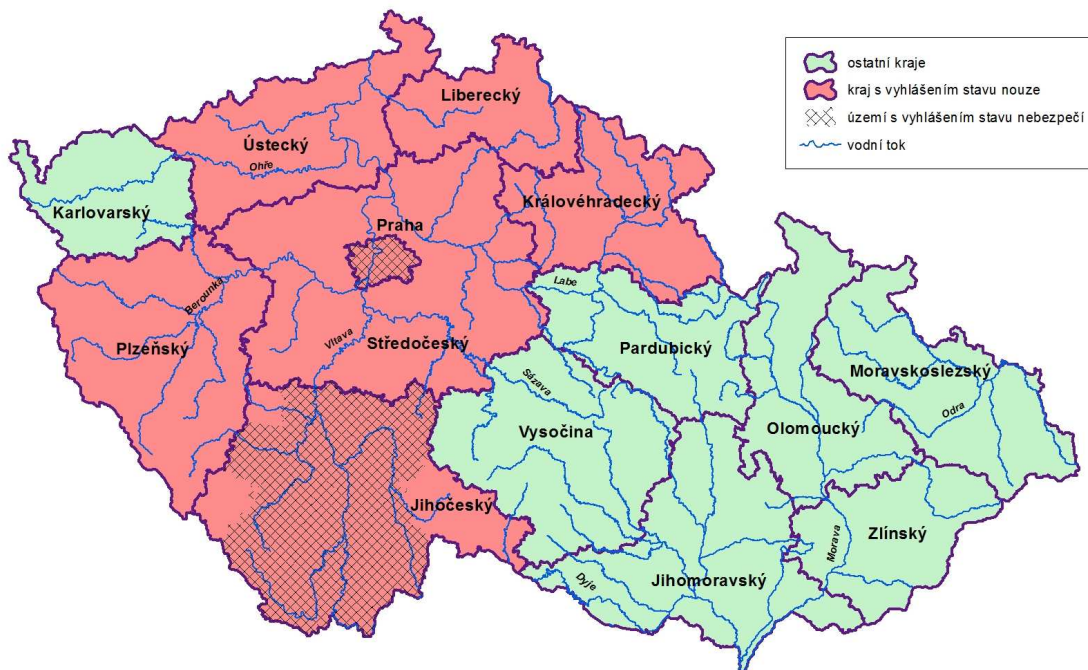 ostatní kraje
kraj s vyhlášením stavu nouze
území s vyhlášením stavu nebezpečí
vodní tok
Liberecký
Ústecký
Ohře
Karlovarský
Královéhradecký
Praha
Labe
Berounka
Vltava
Plzeňský
Středočeský
Pardubický
Moravskoslezský
Sázava
Odra
Vysočina
Olomoucký
Jihočeský
Zlínský
Morava
Dyje
Jihomoravský